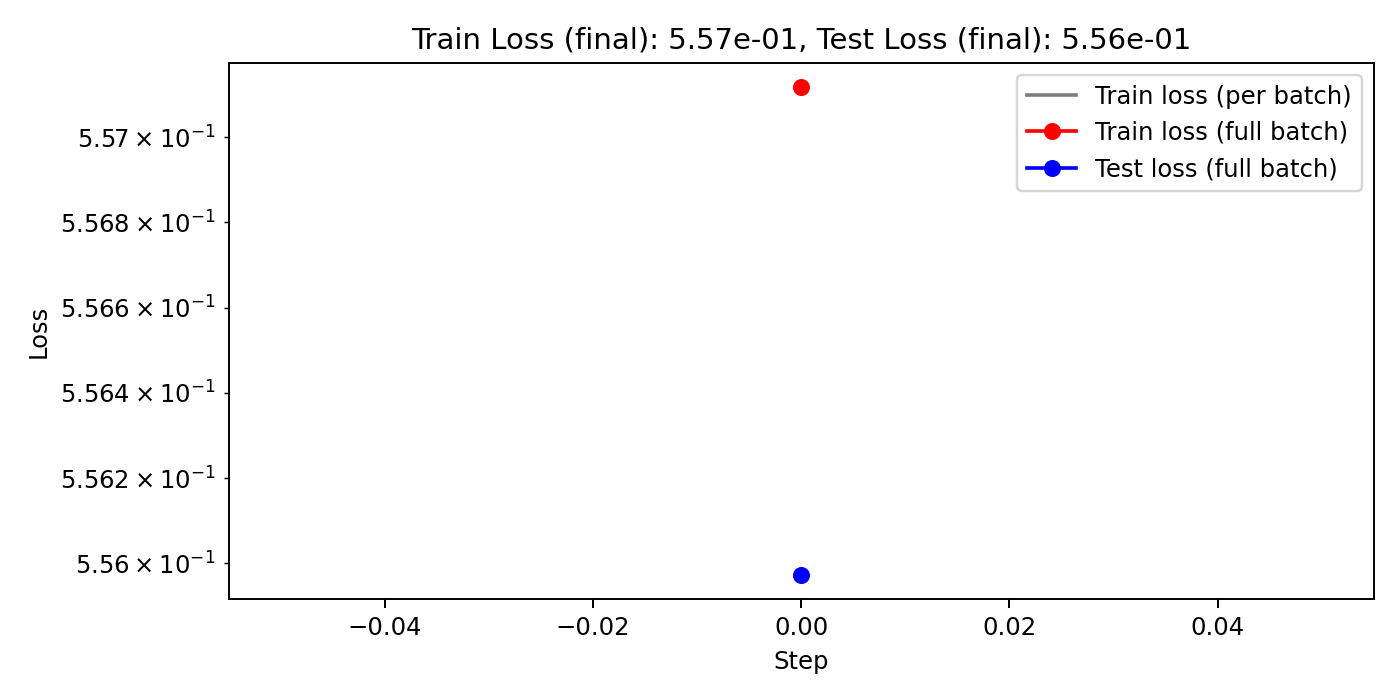 Train Loss (final): 5.57e-01, Test Loss (final): 5.56e-01
Train loss (per batch)
Train loss (full batch)
Test loss (full batch)
5.57 × 10⁻¹
5.568 × 10⁻¹
5.566 × 10⁻¹
5.564 × 10⁻¹
5.562 × 10⁻¹
5.56 × 10⁻¹
Loss
−0.04 −0.02 0.00 0.02 0.04
Step